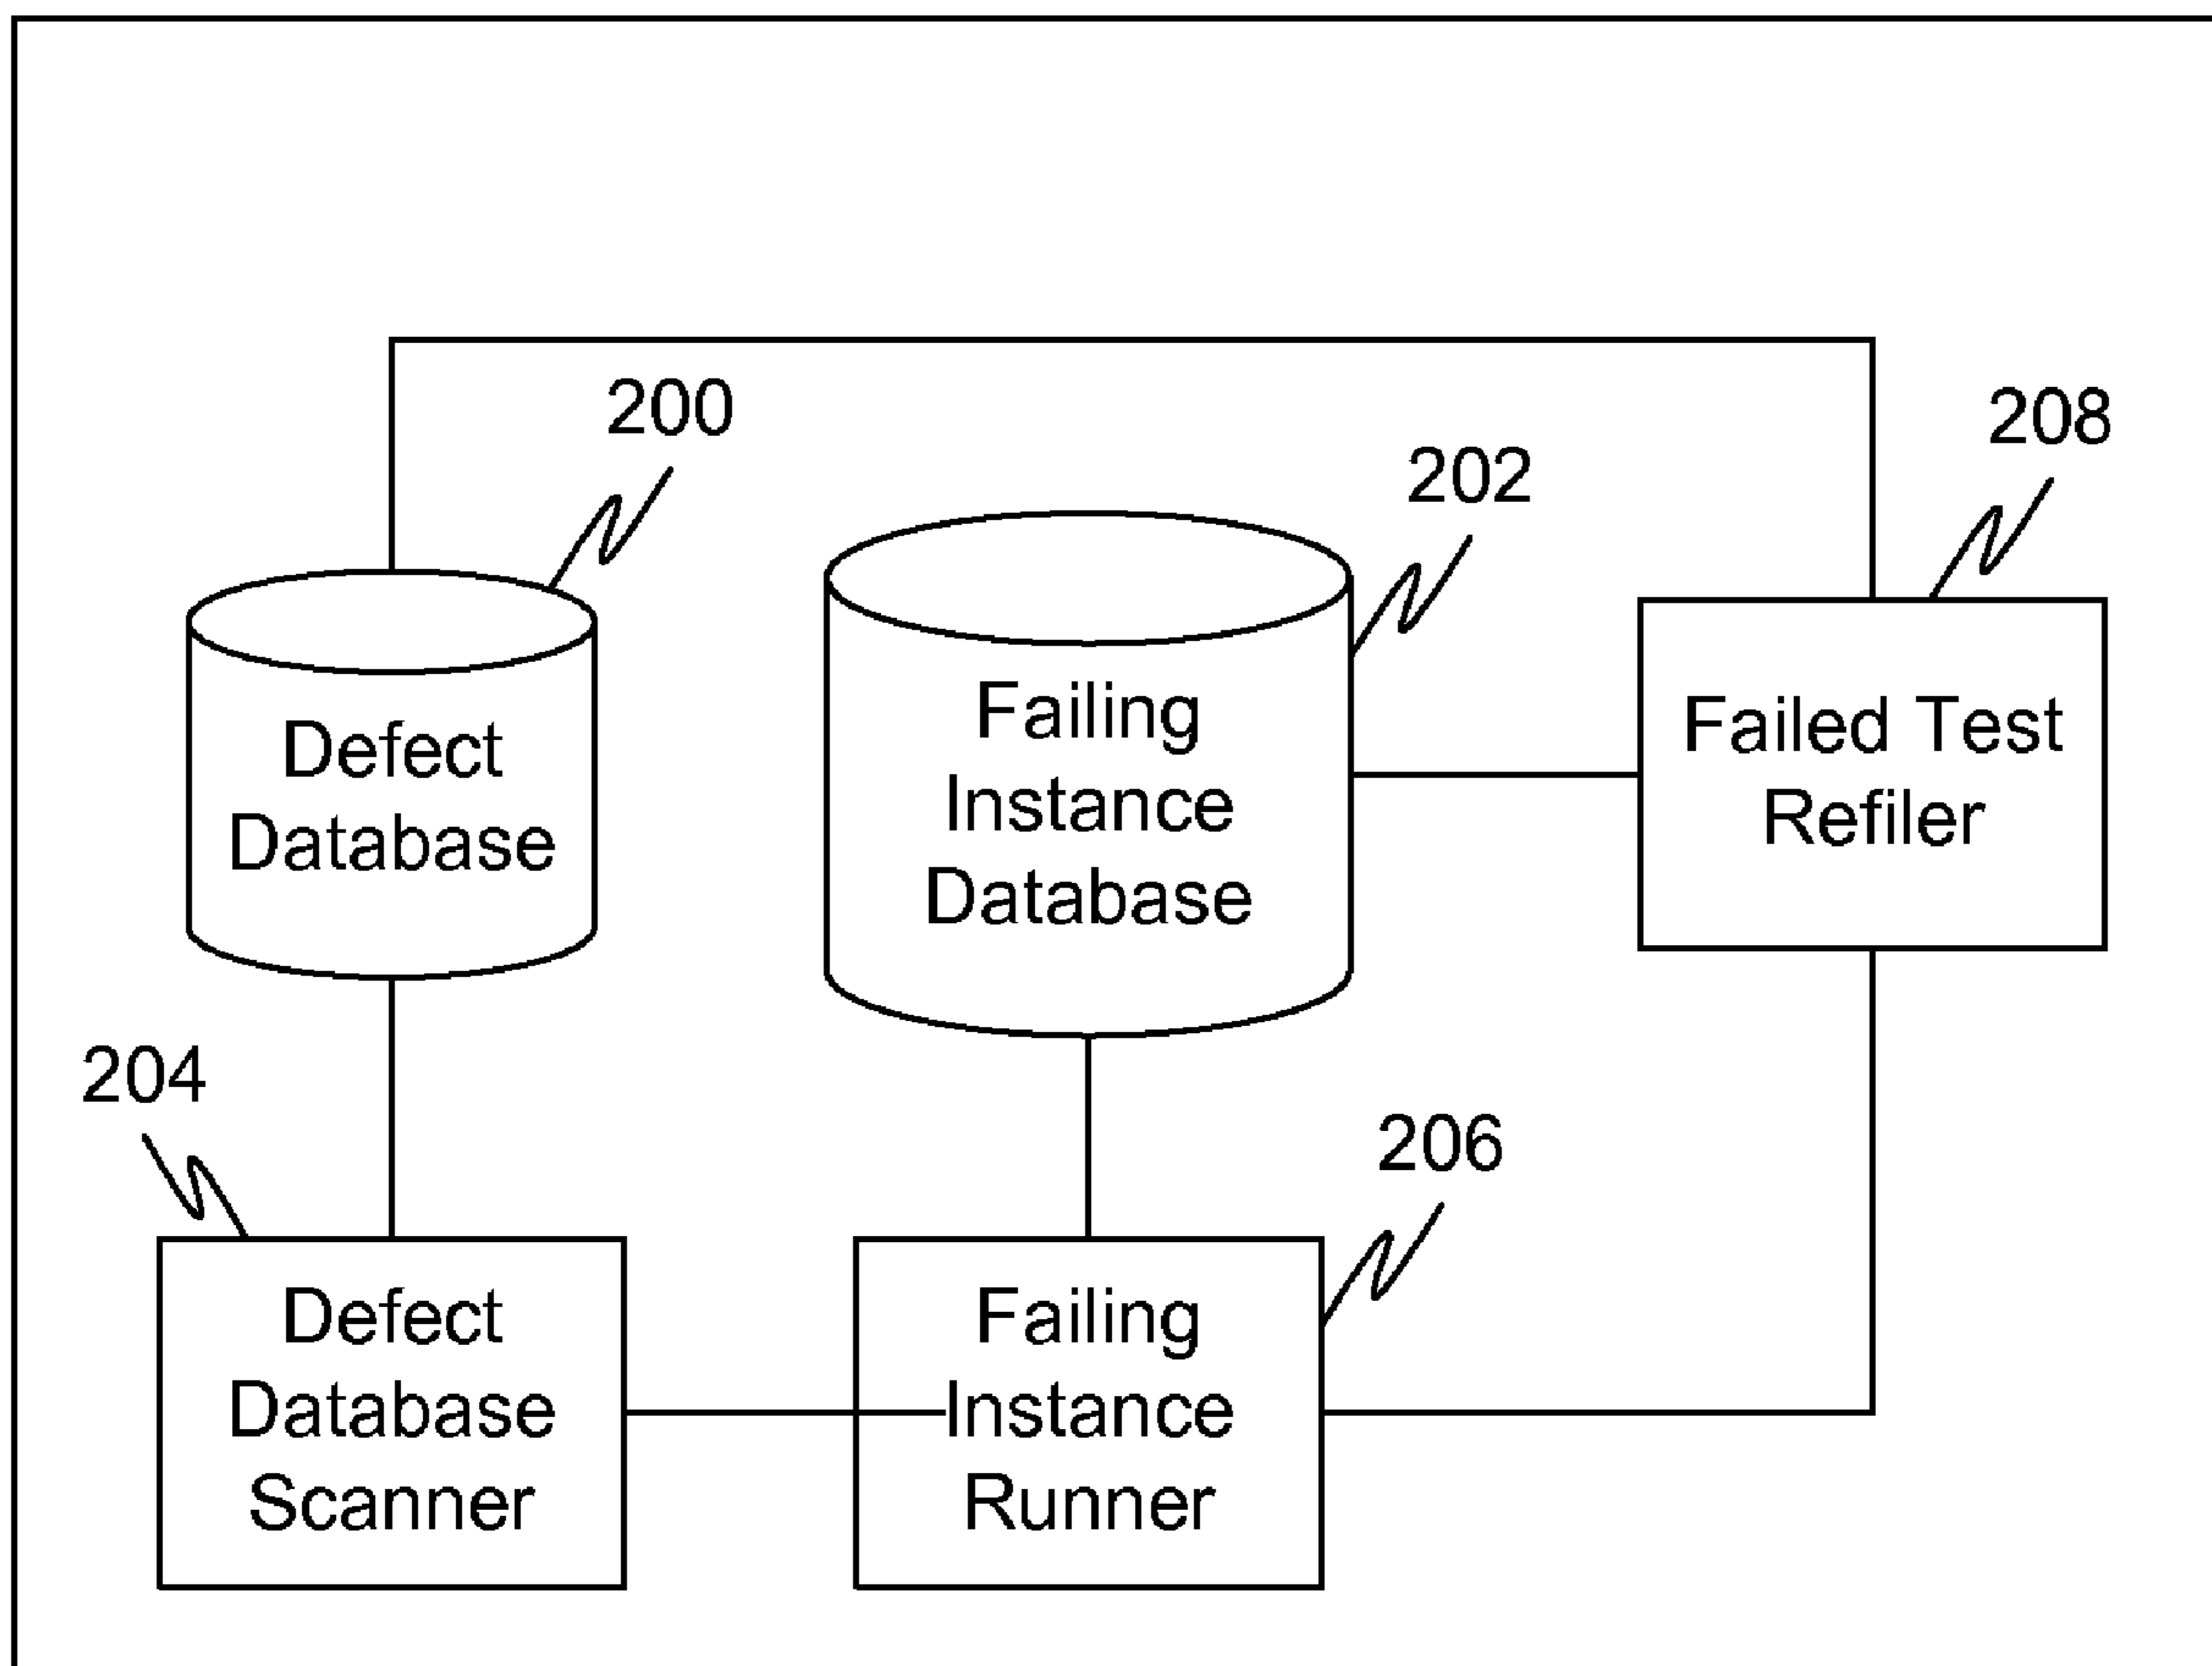 200
208
202
Defect
Database
Failing
Instance
Database
Failed Test
Refiler
204
206
Defect
Database
Scanner
Failing
Instance
Runner